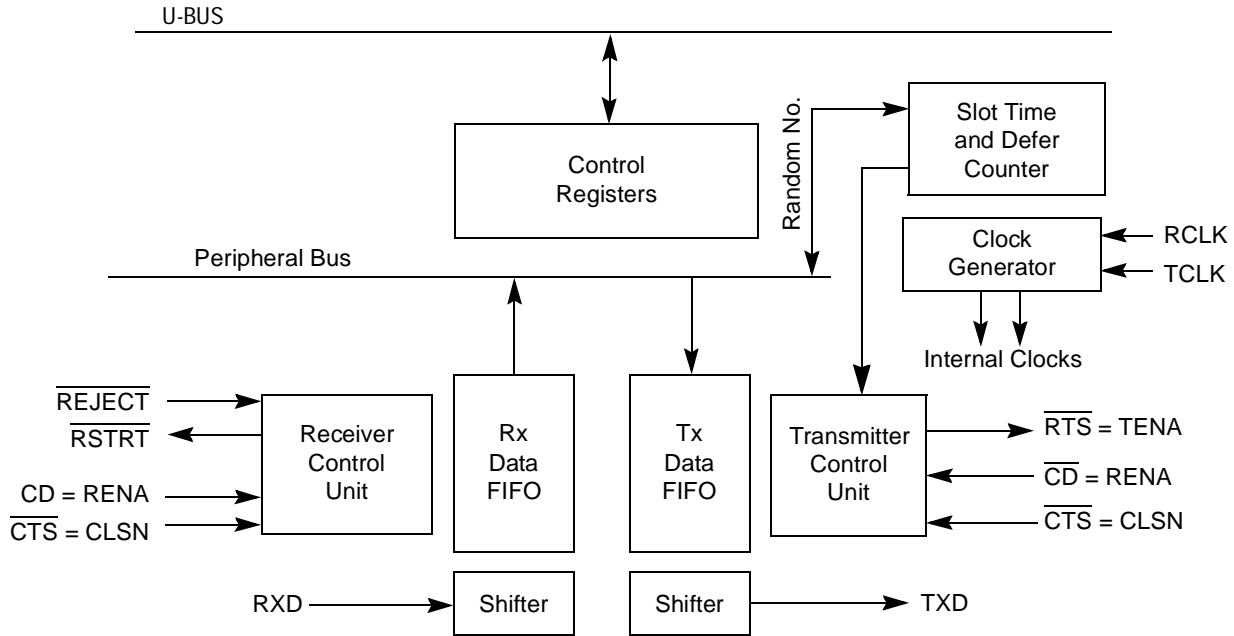 U-BUS
Random No.
Slot Time
and Defer
Counter
Control
Registers
Clock
Generator
RCLK
TCLK
Peripheral Bus
Internal Clocks
REJECT
RSTRT
CD = RENA
CTS = CLSN
Receiver
Control
Unit
Rx
Data
FIFO
Tx
Data
FIFO
Transmitter
Control
Unit
RTS = TENA
CD = RENA
CTS = CLSN
RXD
Shifter
Shifter
TXD